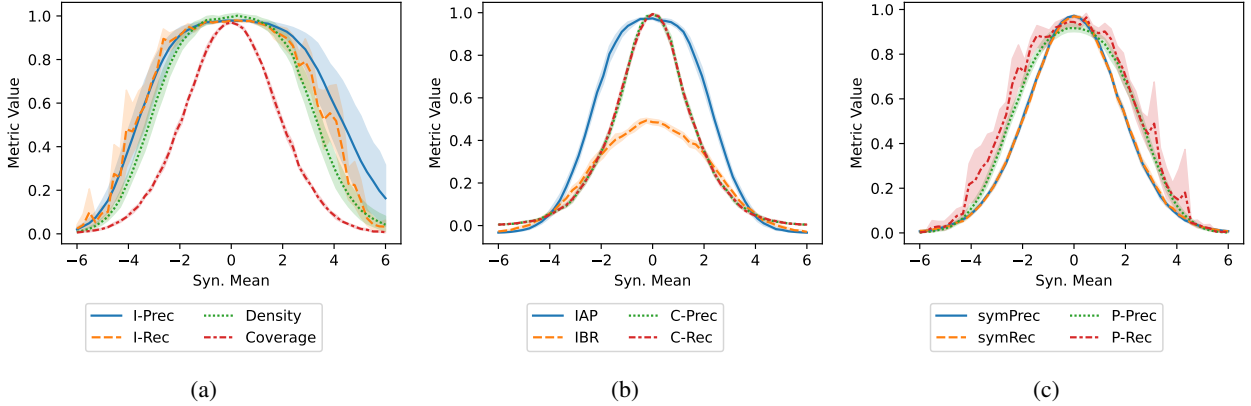 1.0
0.8
0.6
0.4
0.2
0.0
Metric Value
−6 −4 −2 0 2 4 6
Syn. Mean
I-Prec Density
I-Rec Coverage
(a)
1.0
0.8
0.6
0.4
0.2
0.0
Metric Value
−6 −4 −2 0 2 4 6
Syn. Mean
IAP C-Prec
IBR C-Rec
(b)
1.0
0.8
0.6
0.4
0.2
0.0
Metric Value
−6 −4 −2 0 2 4 6
Syn. Mean
symPrec P-Prec
symRec P-Rec
(c)